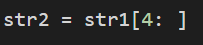 str2 = str1[4: ]